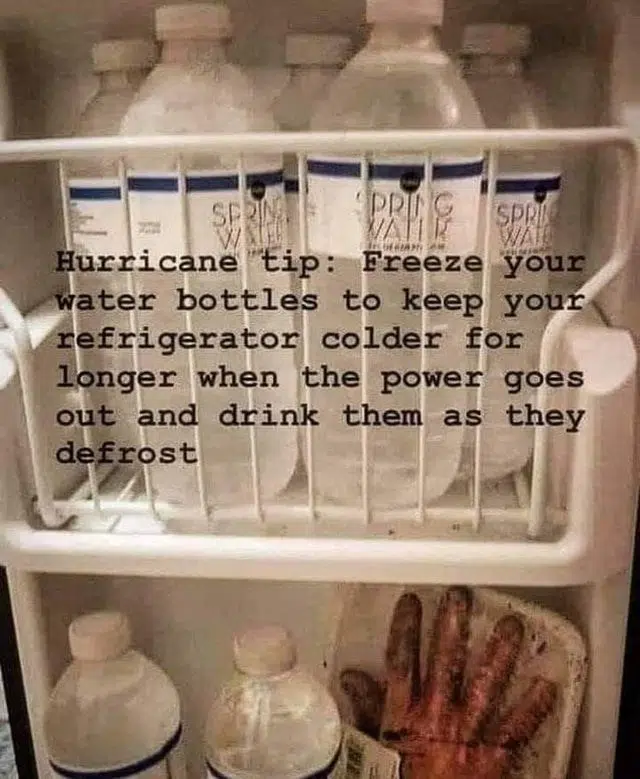 SPRING
WATER
SPRING
WATER
SPRING
WATER
Hurricane tip: Freeze your
water bottles to keep your
refrigerator colder for
longer when the power goes
out and drink them as they
defrost